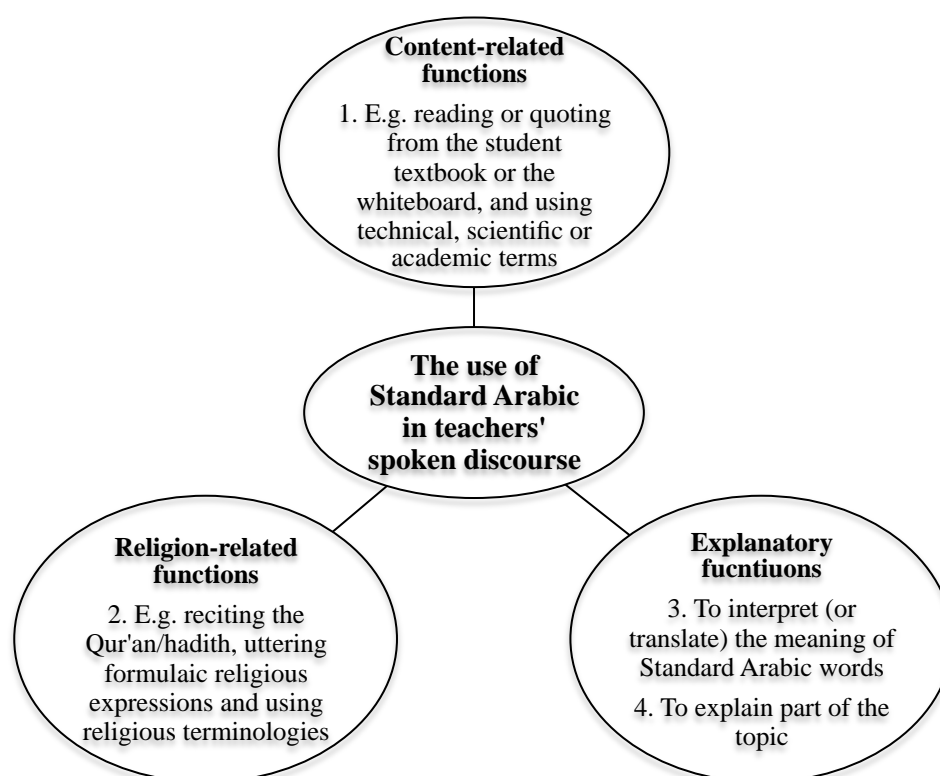 Content-related
functions
1. E.g. reading or quoting
from the student
textbook or the
whiteboard, and using
technical, scientific or
academic terms
The use of
Standard Arabic
in teachers'
spoken discourse
Religion-related
functions
2. E.g. reciting the
Qur'an/hadith, uttering
formulaic religious
expressions and using
religious terminologies
Explanatory
fucntiuons
3. To interpret (or
translate) the meaning of
Standard Arabic words
4. To explain part of the
topic